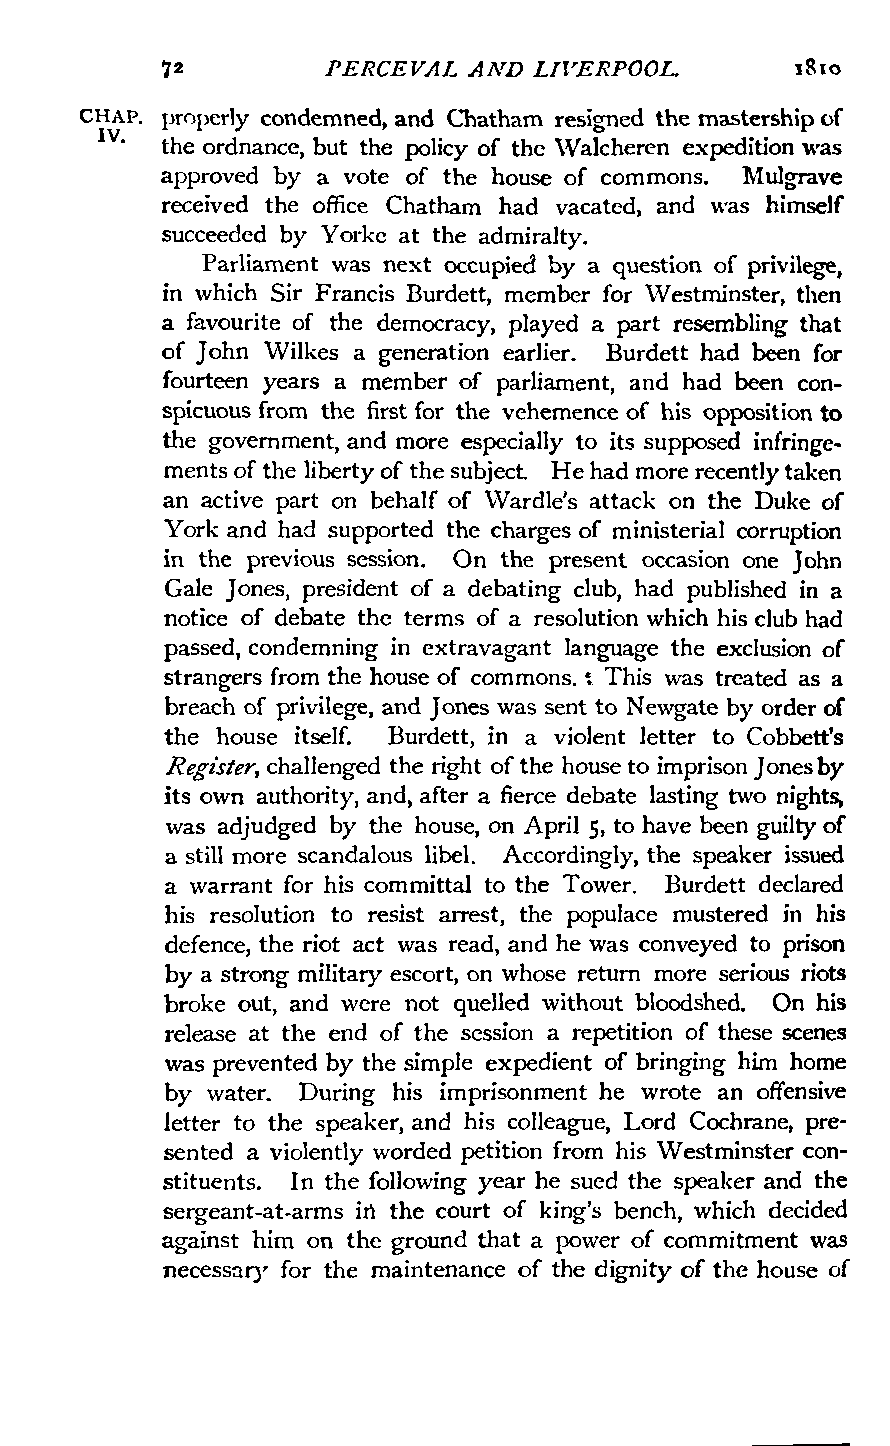 72 PERCEVAL AND LIVERPOOL. 1810
CHAP. properly condemned, and Chatham resigned the mastership of
IV. the ordnance, but the policy of the Walcheren expedition was
approved by a vote of the house of commons. Mulgrave
received the office Chatham had vacated, and was himself
succeeded by Yorke at the admiralty.
Parliament was next occupied by a question of privilege,
in which Sir Francis Burdett, member for Westminster, then
a favourite of the democracy, played a part resembling that
of John Wilkes a generation earlier. Burdett had been for
fourteen years a member of parliament, and had been con-
spicuous from the first for the vehemence of his opposition to
the government, and more especially to its supposed infringe-
ments of the liberty of the subject. He had more recently taken
an active part on behalf of Wardle's attack on the Duke of
York and had supported the charges of ministerial corruption
in the previous session. On the present occasion one John
Gale Jones, president of a debating club, had published in a
notice of debate the terms of a resolution which his club had
passed, condemning in extravagant language the exclusion of
strangers from the house of commons. This was treated as a
breach of privilege, and Jones was sent to Newgate by order of
the house itself. Burdett, in a violent letter to Cobbett's
Register, challenged the right of the house to imprison Jones by
its own authority, and, after a fierce debate lasting two nights,
was adjudged by the house, on April 5, to have been guilty of
a still more scandalous libel. Accordingly, the speaker issued
a warrant for his committal to the Tower. Burdett declared
his resolution to resist arrest, the populace mustered in his
defence, the riot act was read, and he was conveyed to prison
by a strong military escort, on whose return more serious riots
broke out, and were not quelled without bloodshed. On his
release at the end of the session a repetition of these scenes
was prevented by the simple expedient of bringing him home
by water. During his imprisonment he wrote an offensive
letter to the speaker, and his colleague, Lord Cochrane, pre-
sented a violently worded petition from his Westminster con-
stituents. In the following year he sued the speaker and the
sergeant-at-arms in the court of king's bench, which decided
against him on the ground that a power of commitment was
necessary for the maintenance of the dignity of the house of